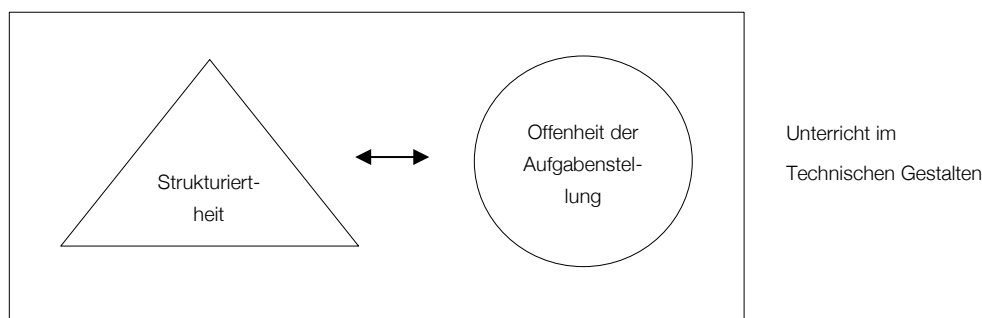 Strukturiert-
heit
Offenheit der
Aufgabenstel-
lung
Unterricht im
Technischen Gestalten